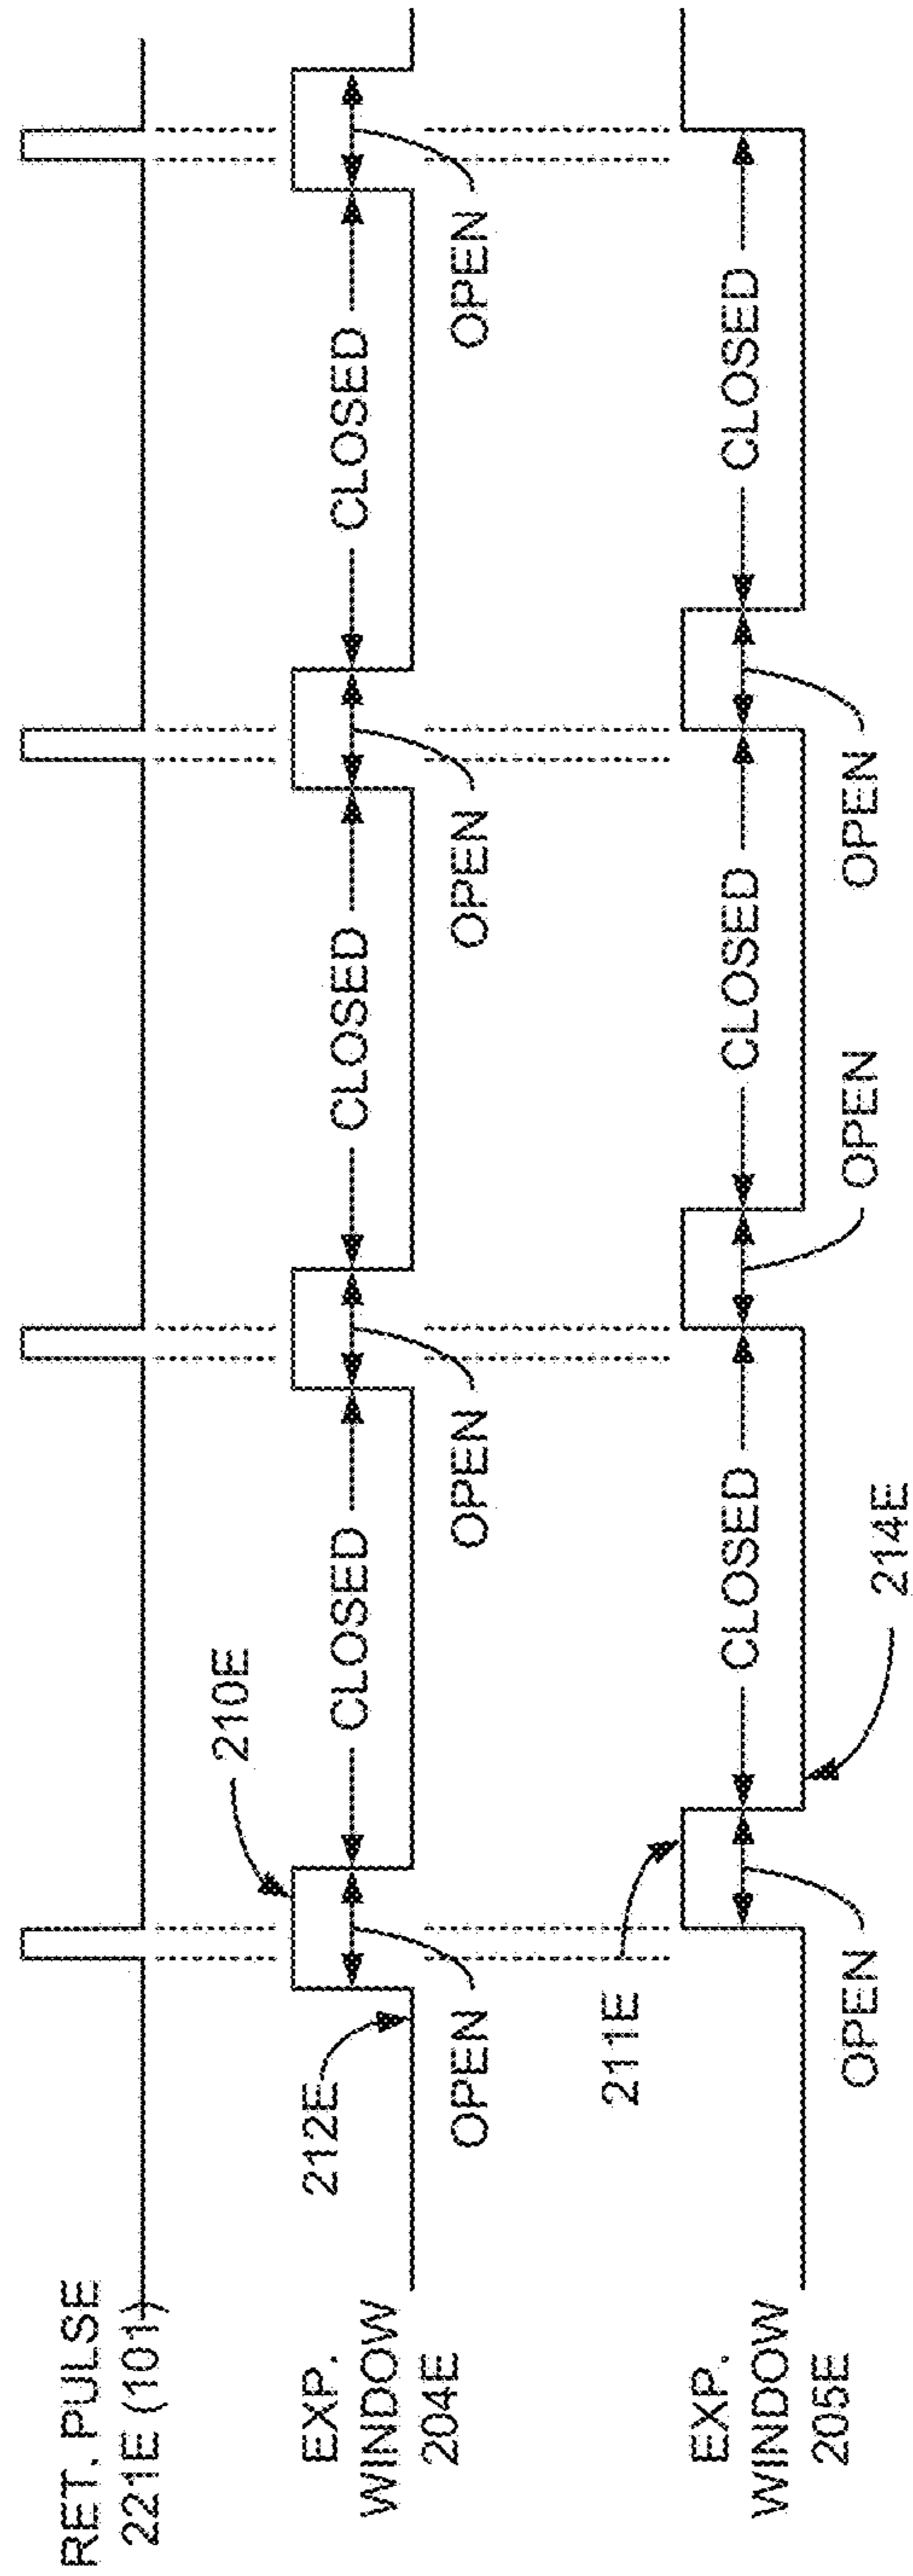 RET. PULSE
221E (101)
EXP.
WINDOW
204E
212E
210E
OPEN
CLOSED
OPEN
CLOSED
OPEN
CLOSED
OPEN
EXP.
WINDOW
205E
211E
214E
OPEN
CLOSED
OPEN
CLOSED
OPEN
CLOSED